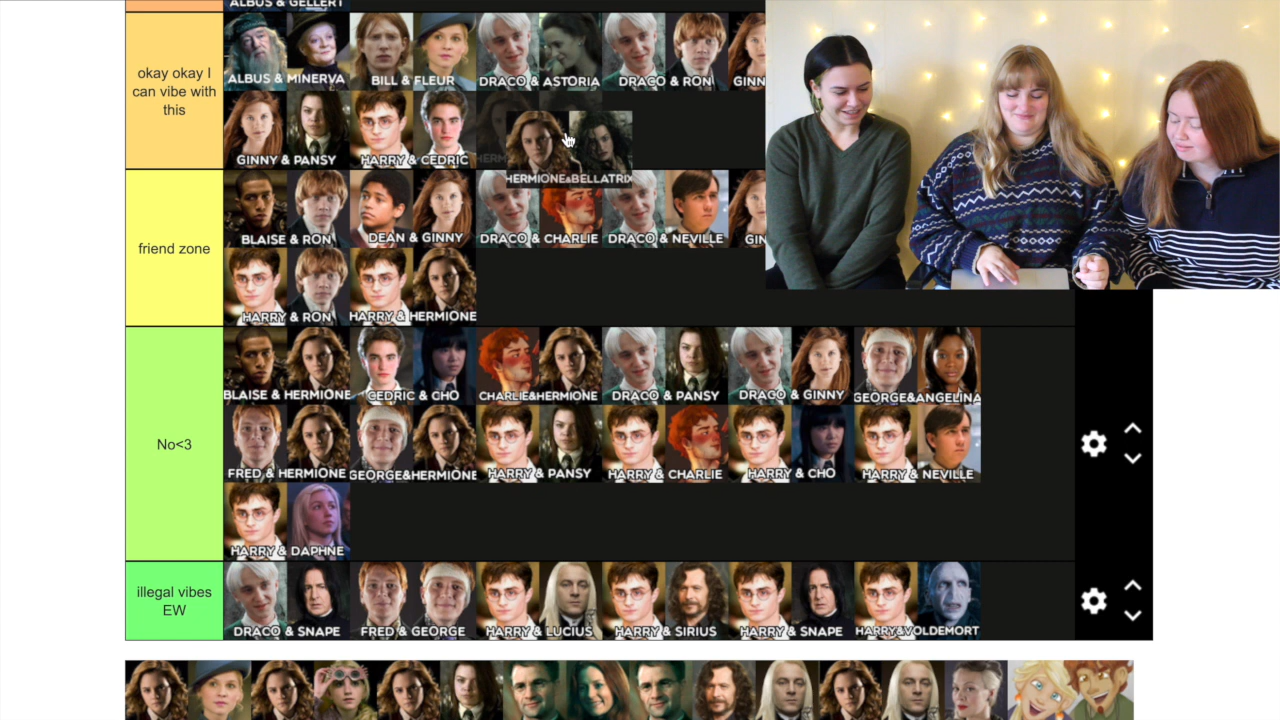 ALBUS & GELLERT
okay okay I
can vibe with
this
ALBUS & MINERVA
BILL & FLEUR
DRACO & ASTORIA
DRACO & RON
GINN
GINNY & PANSY
HARRY & CEDRIC
HERM
HERMIONE&BELLATRIX
friend zone
BLAISE & RON
DEAN & GINNY
DRACO & CHARLIE
DRACO & NEVILLE
GIN
HARRY & RON
HARRY & HERMIONE
No<3
BLAISE & HERMIONE
CEDRIC & CHO
CHARLIE&HERMIONE
DRACO & PANSY
DRACO & GINNY
GEORGE&ANGELINA
FRED & HERMIONE
GEORGE&HERMIONE
HARRY & PANSY
HARRY & CHARLIE
HARRY & CHO
HARRY & NEVILLE
HARRY & DAPHNE
illegal vibes
EW
DRACO & SNAPE
FRED & GEORGE
HARRY & LUCIUS
HARRY & SIRIUS
HARRY & SNAPE
HARRY&VOLDEMORT